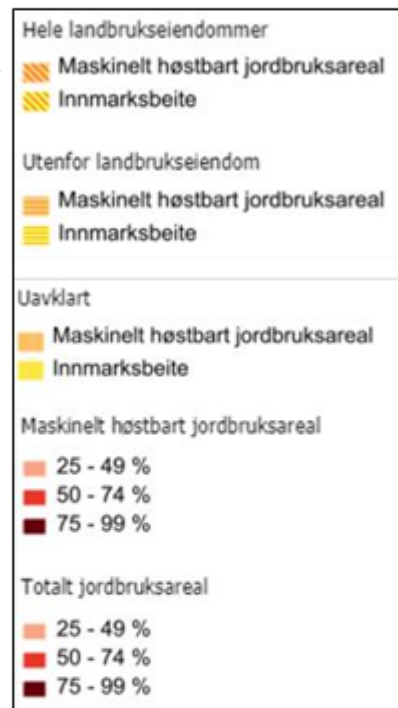 Hele landbrukseiendommer
Maskinelt høstbart jordbruksareal
Innmarksbeite
Utenfor landbrukseiendom
Maskinelt høstbart jordbruksareal
Innmarksbeite
Uavklart
Maskinelt høstbart jordbruksareal
Innmarksbeite
Maskinelt høstbart jordbruksareal
25 - 49 %
50 - 74 %
75 - 99 %
Totalt jordbruksareal
25 - 49 %
50 - 74 %
75 - 99 %